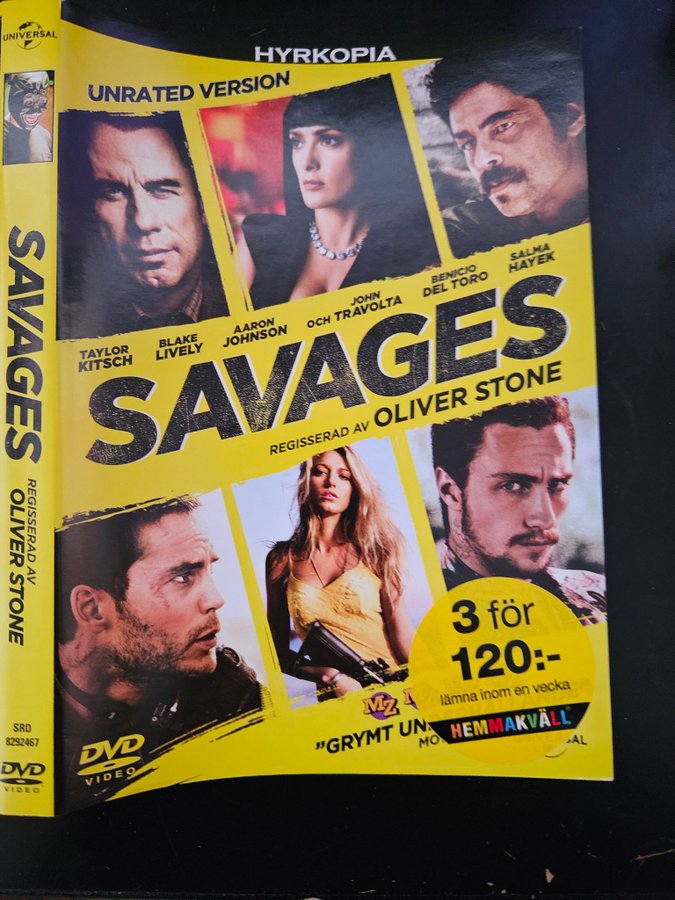 UNIVERSAL
SAVAGES
REGISSERAD AV
OLIVER STONE
SRD
8292467
DVD
VIDEO
HYRKOPIA
UNRATED VERSION
TAYLOR KITSCH
BLAKE LIVELY
AARON JOHNSON
OCH JOHN TRAVOLTA
BENICIO DEL TORO
SALMA HAYEK
SAVAGES
REGISSERAD AV OLIVER STONE
3 för
120:-
lämna inom en vecka
HEMMAKVÄLL
MZ
"GRYMT
DVD
VIDEO